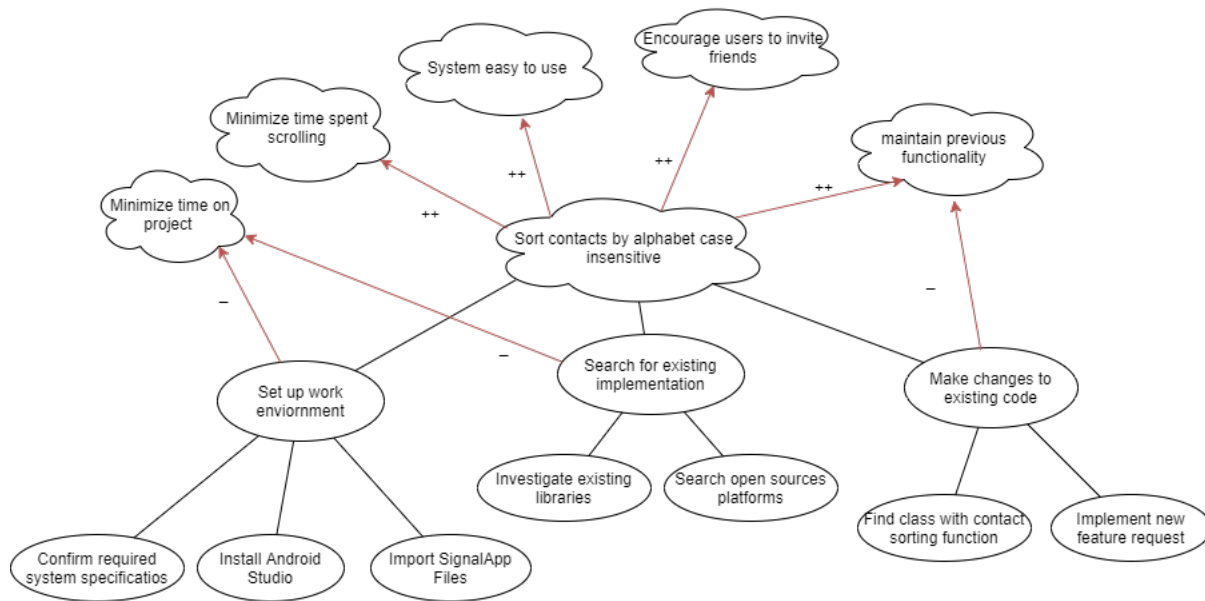 Encourage users to invite
friends
System easy to use
Minimize time spent
scrolling
maintain previous
functionality
++
++
++
++
Minimize time on
project
Sort contacts by alphabet case
insensitive
–
–
–
Set up work
enviornment
Search for existing
implementation
Make changes to
existing code
Investigate existing
libraries
Search open sources
platforms
Find class with contact
sorting function
Implement new
feature request
Confirm required
system specificatios
Install Android
Studio
Import SignalApp
Files